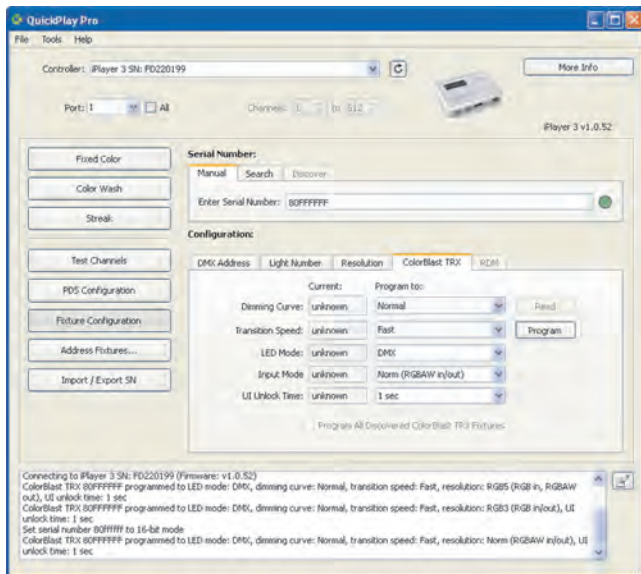 QuickPlay Pro
File Tools Help
Controller: iPlayer 3 SN: FD220199
More Info
Port: 1 All Channels: 1 to 512
iPlayer 3 v1.0.52
Fixed Color
Color Wash
Streak
Test Channels
PDS Configuration
Fixture Configuration
Address Fixtures...
Import / Export SN
Serial Number:
Manual Search Discover
Enter Serial Number: 80FFFFFF
Configuration:
DMX Address Light Number Resolution ColorBlast TRX RDM
Current: Program to:
Dimming Curve: unknown Normal Read
Transition Speed: unknown Fast Program
LED Mode: unknown DMX
Input Mode unknown Norm (RGBAW in/out)
UI Unlock Time: unknown 1 sec
Program All Discovered ColorBlast TRX Fixtures
Connecting to iPlayer 3 SN: FD220199 (Firmware: v1.0.52)
ColorBlast TRX 80FFFFFF programmed to LED mode: DMX, dimming curve: Normal, transition speed: Fast, resolution: RGB5 (RGB in, RGBAW
out), UI unlock time: 1 sec
ColorBlast TRX 80FFFFFF programmed to LED mode: DMX, dimming curve: Normal, transition speed: Fast, resolution: RGB3 (RGB in/out), UI
unlock time: 1 sec
Set serial number 80ffffff to 16-bit mode
ColorBlast TRX 80FFFFFF programmed to LED mode: DMX, dimming curve: Normal, transition speed: Fast, resolution: Norm (RGBAW in/out), UI
unlock time: 1 sec